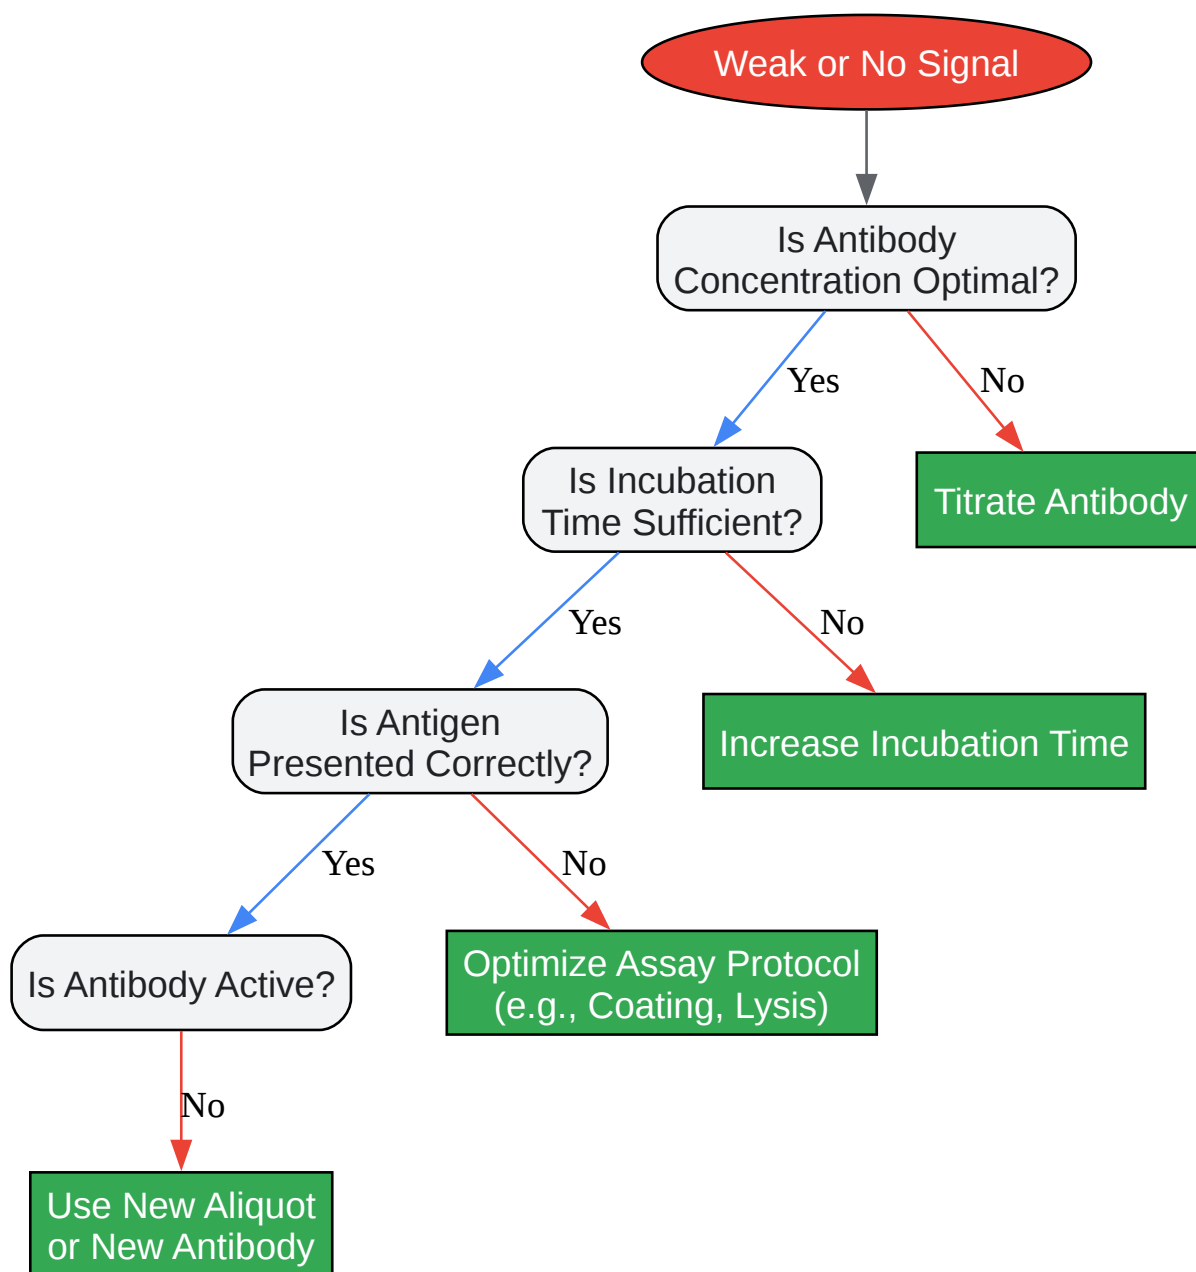 Weak or No Signal
Is Antibody
Concentration Optimal?
Yes
No
Is Incubation
Time Sufficient?
Titrate Antibody
Yes
No
Is Antigen
Presented Correctly?
Increase Incubation Time
Yes
No
Is Antibody Active?
Optimize Assay Protocol
(e.g., Coating, Lysis)
No
Use New Aliquot
or New Antibody